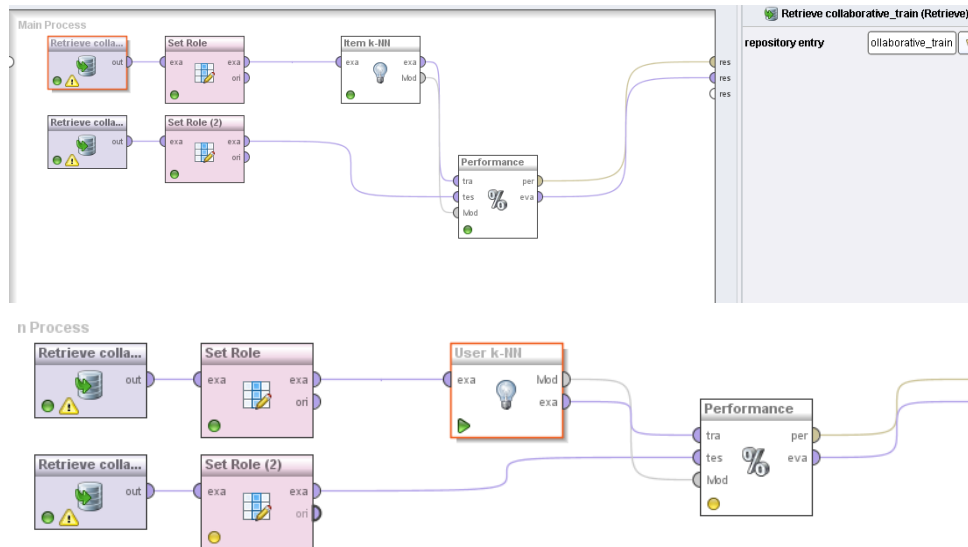 Main Process
Retrieve colla...
out
Set Role
exa
exa
ori
Item k-NN
exa
exa
Mod
res
res
res
Retrieve colla...
out
Set Role (2)
exa
exa
ori
Performance
tra
per
tes
eva
Mod
%
Retrieve collaborative_train (Retrieve)
repository entry
ollaborative_train
n Process
Retrieve colla...
out
Set Role
exa
exa
ori
User k-NN
exa
Mod
exa
Retrieve colla...
out
Set Role (2)
exa
exa
ori
Performance
tra
per
tes
eva
Mod
%